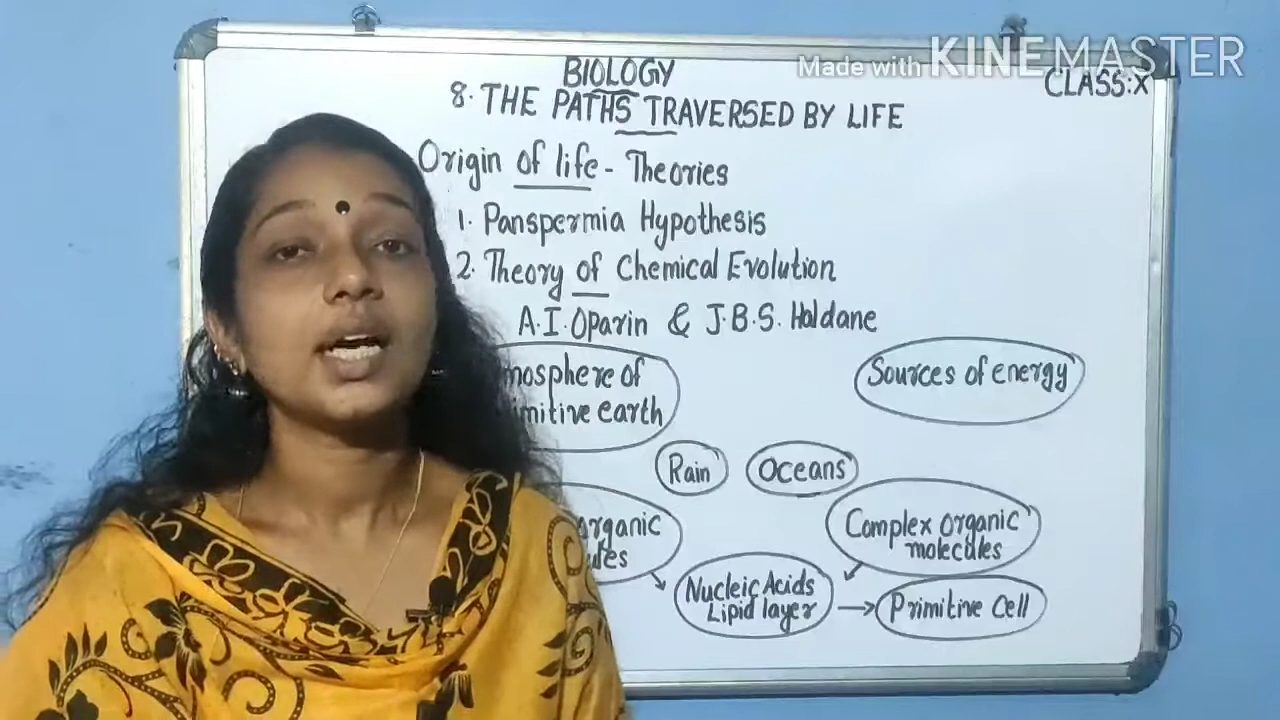 Made with KINEMASTER
BIOLOGY
CLASS:X
8. THE PATHS TRAVERSED BY LIFE
Origin of life - Theories
1. Panspermia Hypothesis
2. Theory of Chemical Evolution
A.I. Oparin & J.B.S. Haldane
of
earth
Sources of energy
Rain
Oceans
Complex organic
molecules
Nucleic Acids
Lipid layer
Primitive Cell